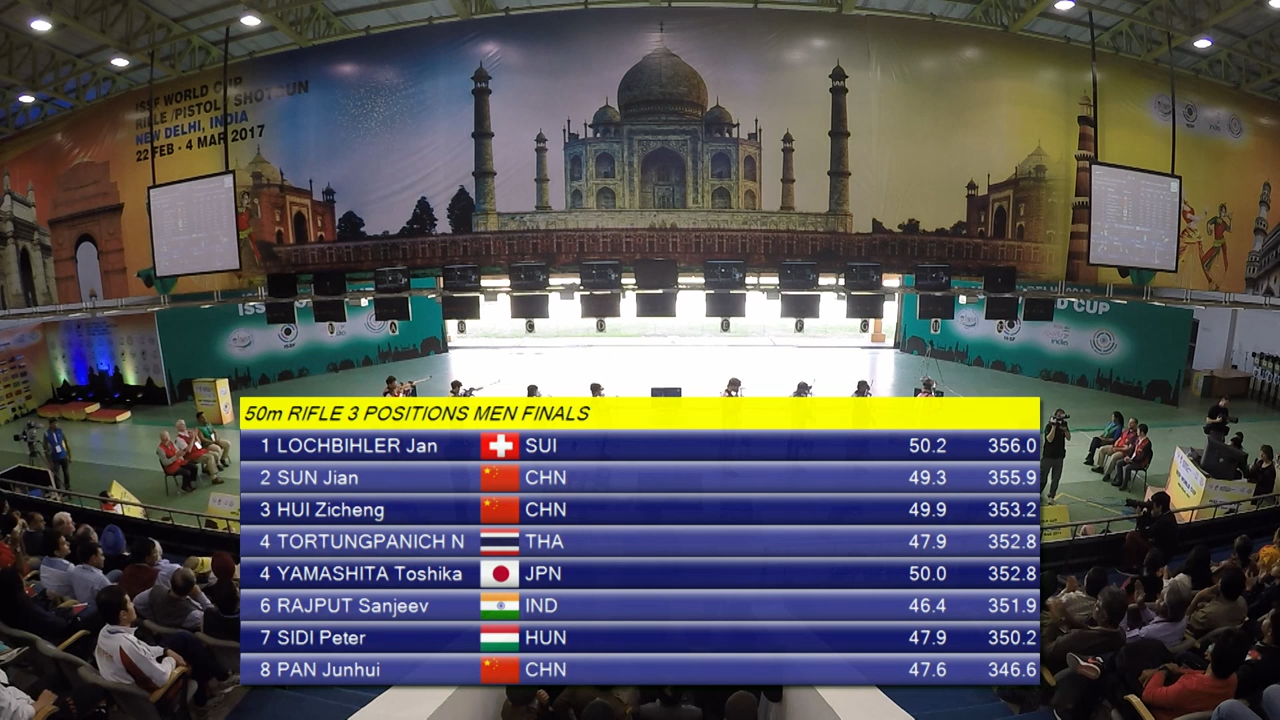 ISSF WORLD CUP
RIFLE /PISTOL/ SHOTGUN
NEW DELHI, INDIA
22 FEB - 4 MAR 2017
ISS
D CUP
B C D E F G H
50m RIFLE 3 POSITIONS MEN FINALS
1 LOCHBIHLER Jan SUI 50.2 356.0
2 SUN Jian CHN 49.3 355.9
3 HUI Zicheng CHN 49.9 353.2
4 TORTUNGPANICH N THA 47.9 352.8
4 YAMASHITA Toshika JPN 50.0 352.8
6 RAJPUT Sanjeev IND 46.4 351.9
7 SIDI Peter HUN 47.9 350.2
8 PAN Junhui CHN 47.6 346.6